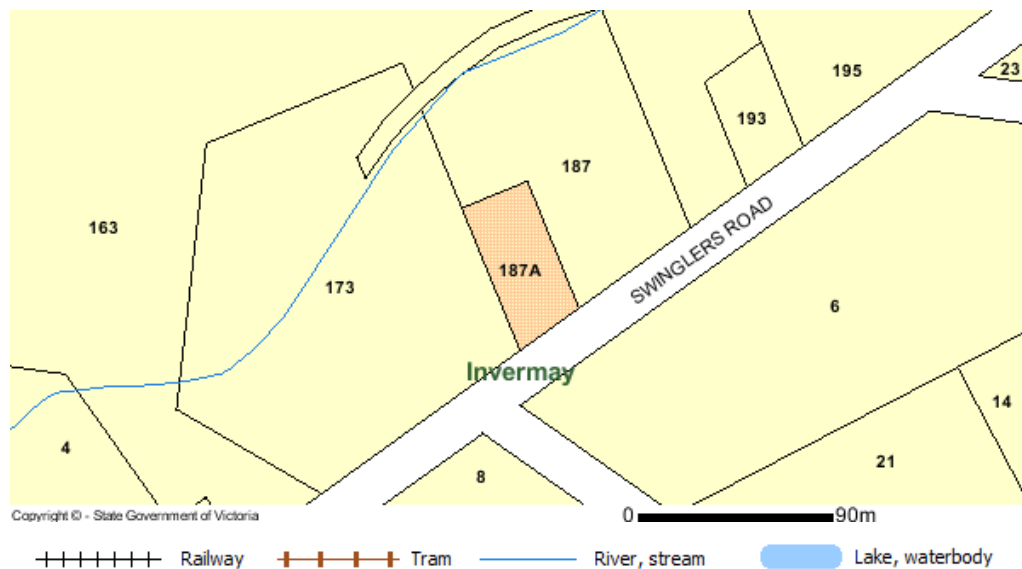 23
195
193
187
163
187A
SWINGLERS ROAD
173
6
Invermay
14
4
21
8
Copyright © - State Government of Victoria
0 90m
Railway Tram River, stream Lake, waterbody